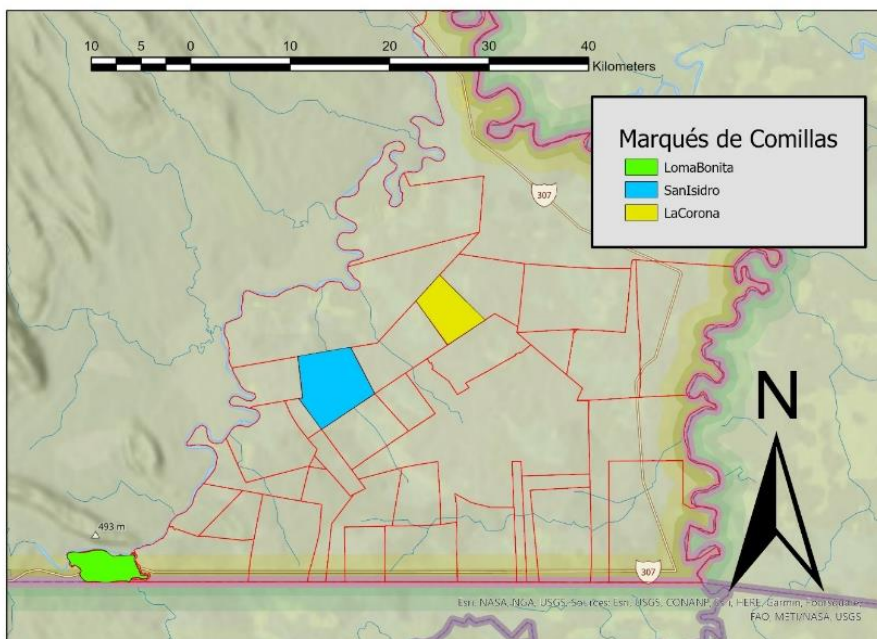 10 5 0 10 20 30 40
Kilometers
Marqués de Comillas
LomaBonita
SanIsidro
LaCorona
307
N
493 m
307
Esri, NASA, NGA, USGS, Sources: Esri, USGS, CONANP, Esri, HERE, Garmin, Foursquare,
FAO, METI/NASA, USGS